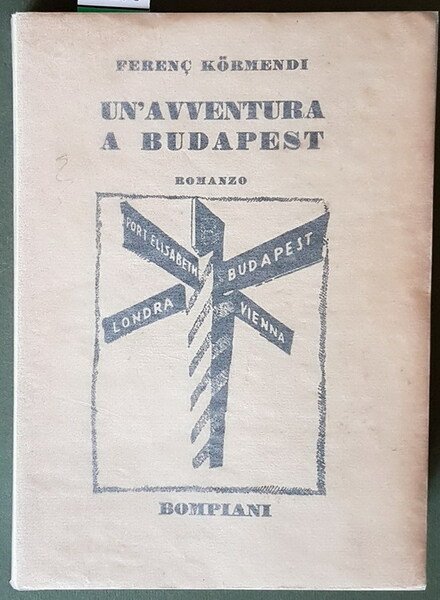 FERENÇ KÖRMENDI
UN'AVVENTURA
A BUDAPEST
ROMANZO
PORT-ELISABETH
BUDAPEST
LONDRA
VIENNA
BOMPIANI